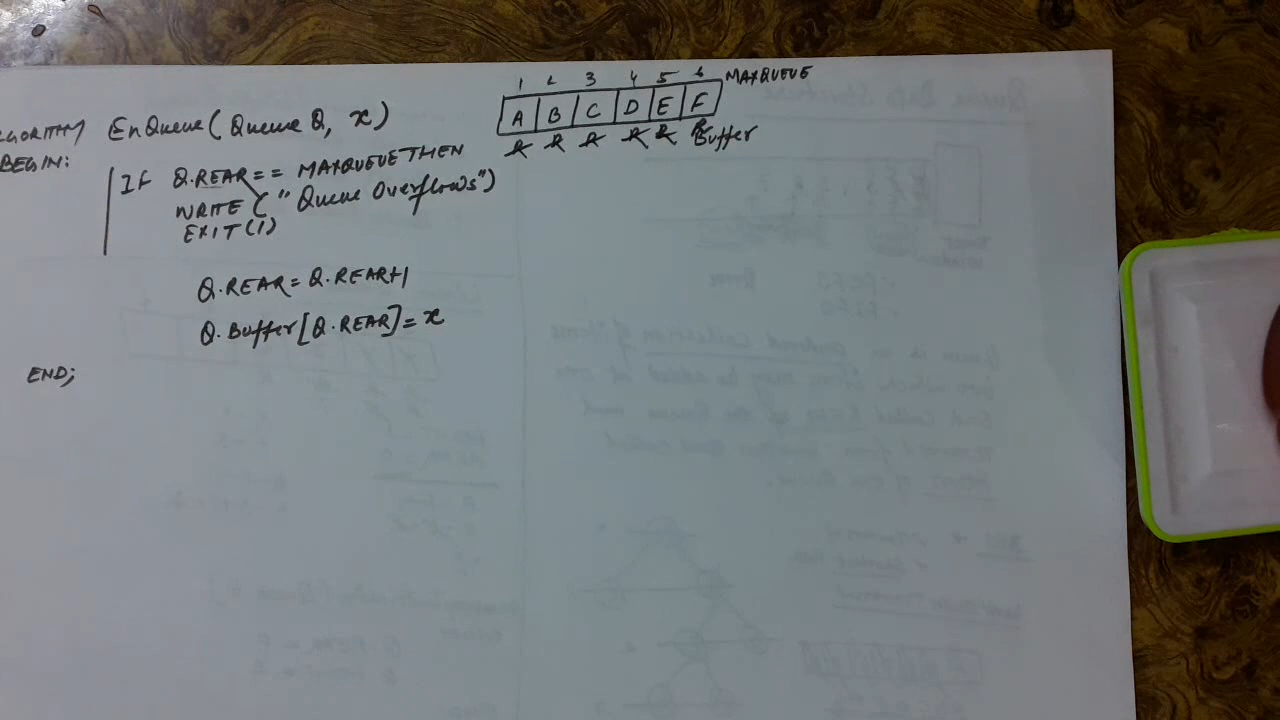 1 2 3 4 5 6 MAXQUEUE
A B C D E F
R R R R R R Buffer
ALGORITHM EnQueue(Queue Q, x)
BEGIN:
IF Q.REAR== MAXQUEUE THEN
WRITE("Queue Overflows")
EXIT(1)
Q.REAR=Q.REAR+1
Q.Buffer[Q.REAR]=x
END;